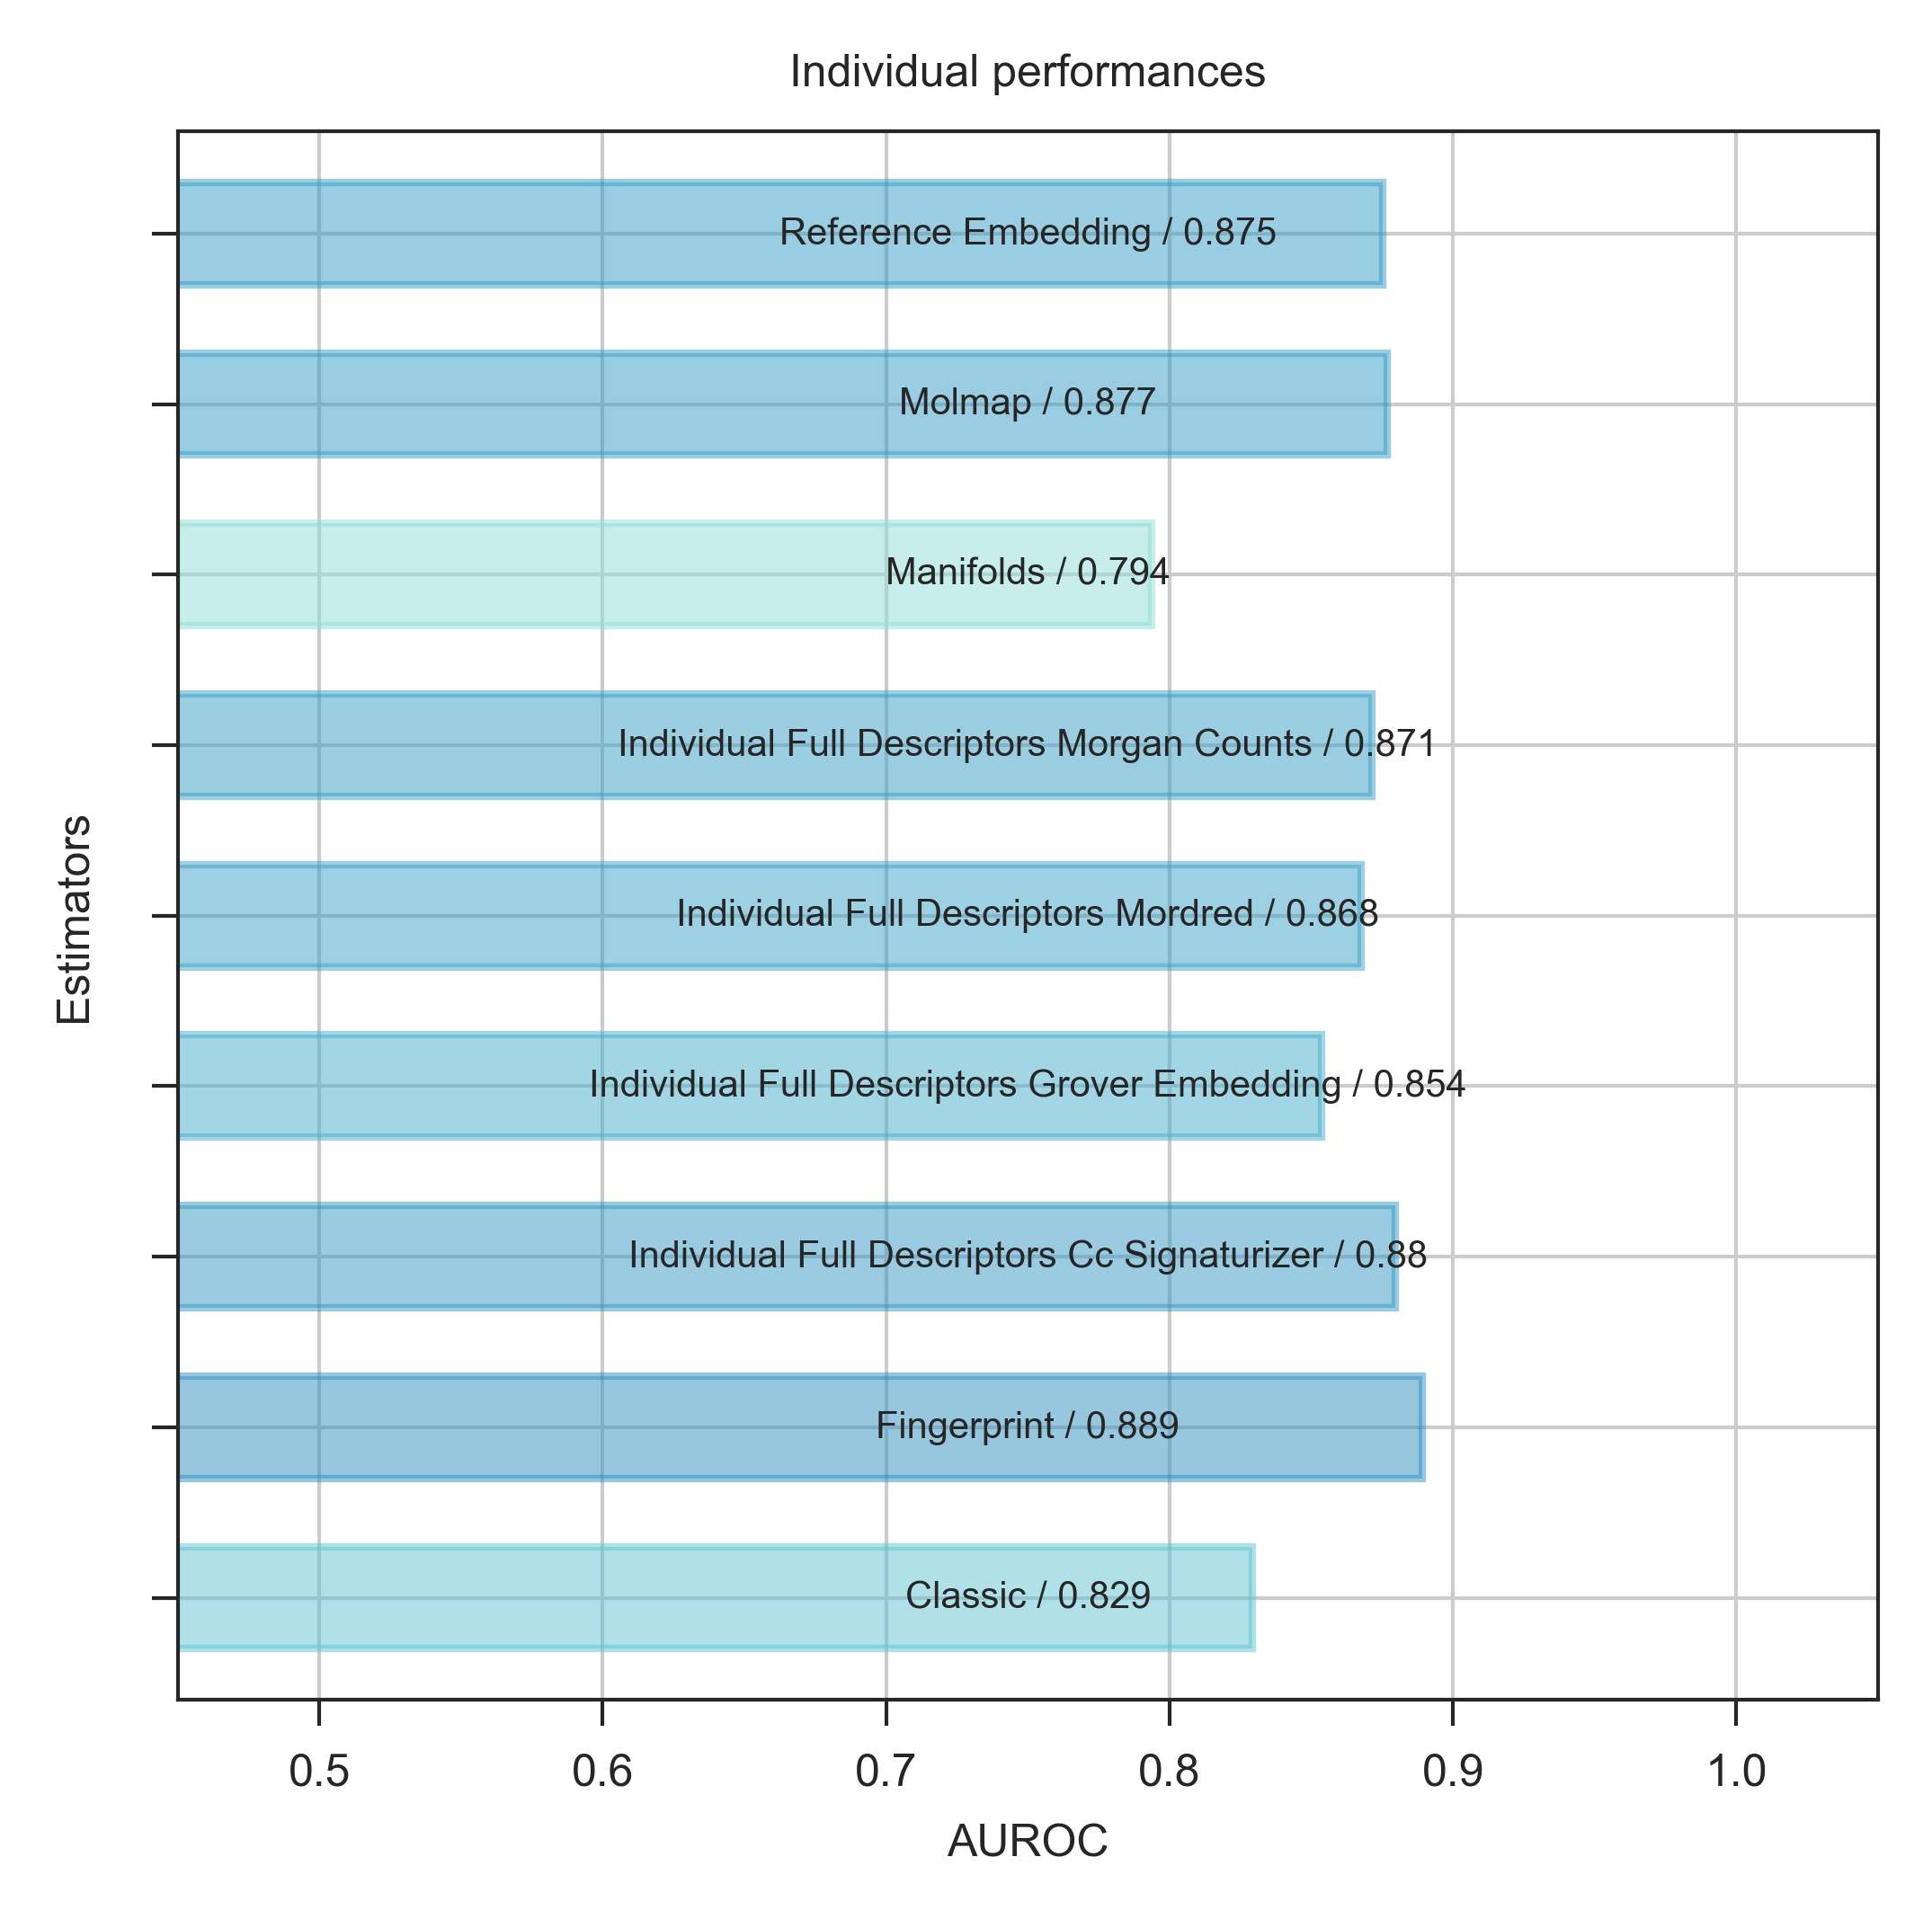 Individual performances
Reference Embedding / 0.875
Molmap / 0.877
Manifolds / 0.794
Individual Full Descriptors Morgan Counts / 0.871
Individual Full Descriptors Mordred / 0.868
Individual Full Descriptors Grover Embedding / 0.854
Individual Full Descriptors Cc Signaturizer / 0.88
Fingerprint / 0.889
Classic / 0.829
Estimators
0.5 0.6 0.7 0.8 0.9 1.0
AUROC